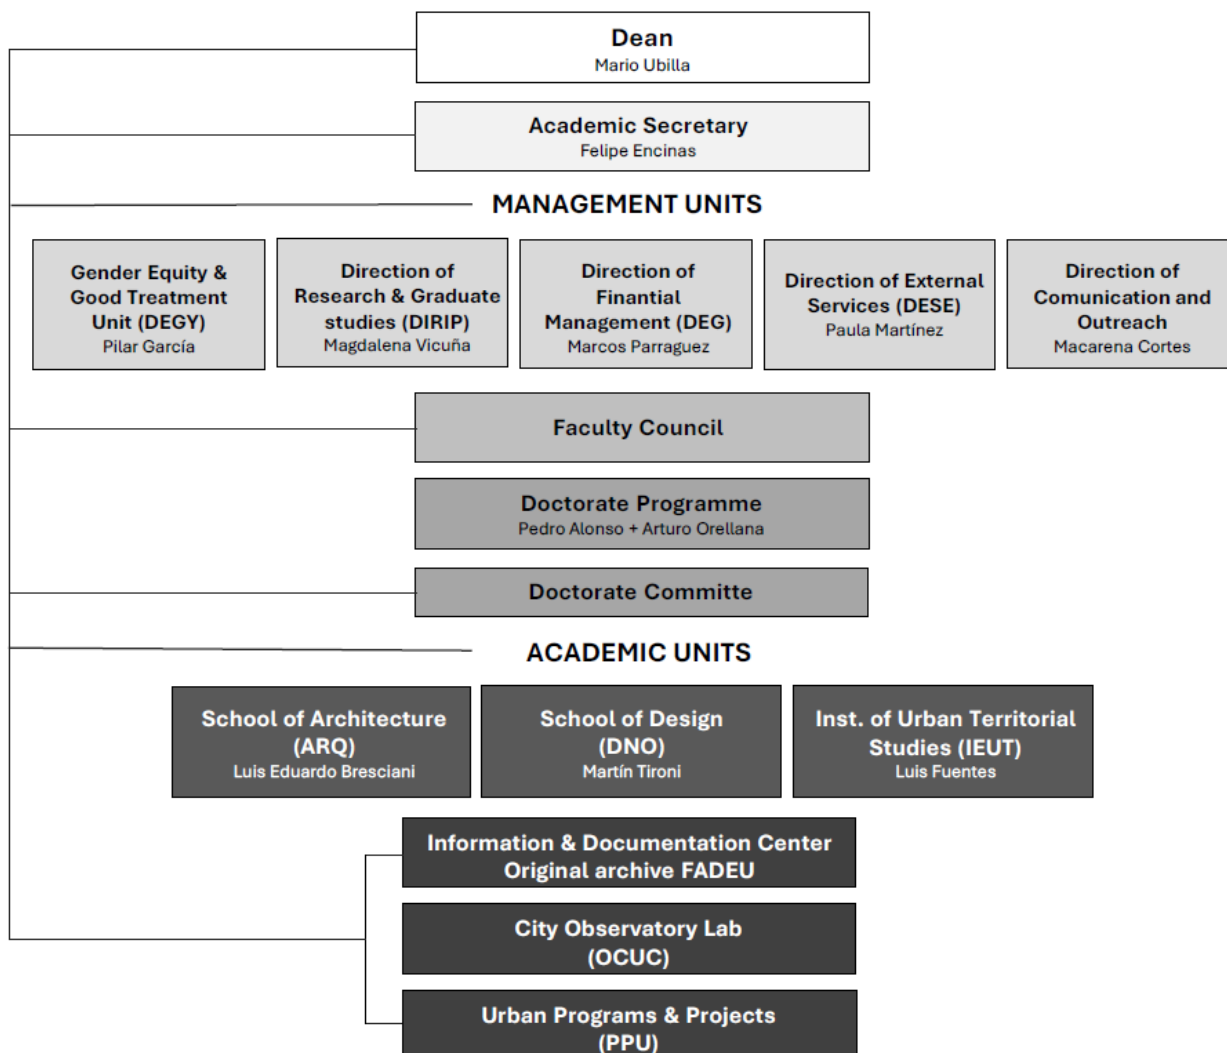 Dean
Mario Ubilla
Academic Secretary
Felipe Encinas
MANAGEMENT UNITS
Gender Equity &
Good Treatment
Unit (DEGY)
Pilar García
Direction of
Research & Graduate
studies (DIRIP)
Magdalena Vicuña
Direction of
Finantial
Management (DEG)
Marcos Parraguez
Direction of External
Services (DESE)
Paula Martínez
Direction of
Comunication and
Outreach
Macarena Cortes
Faculty Council
Doctorate Programme
Pedro Alonso + Arturo Orellana
Doctorate Committe
ACADEMIC UNITS
School of Architecture
(ARQ)
Luis Eduardo Bresciani
School of Design
(DNO)
Martín Tironi
Inst. of Urban Territorial
Studies (IEUT)
Luis Fuentes
Information & Documentation Center
Original archive FADEU
City Observatory Lab
(OCUC)
Urban Programs & Projects
(PPU)